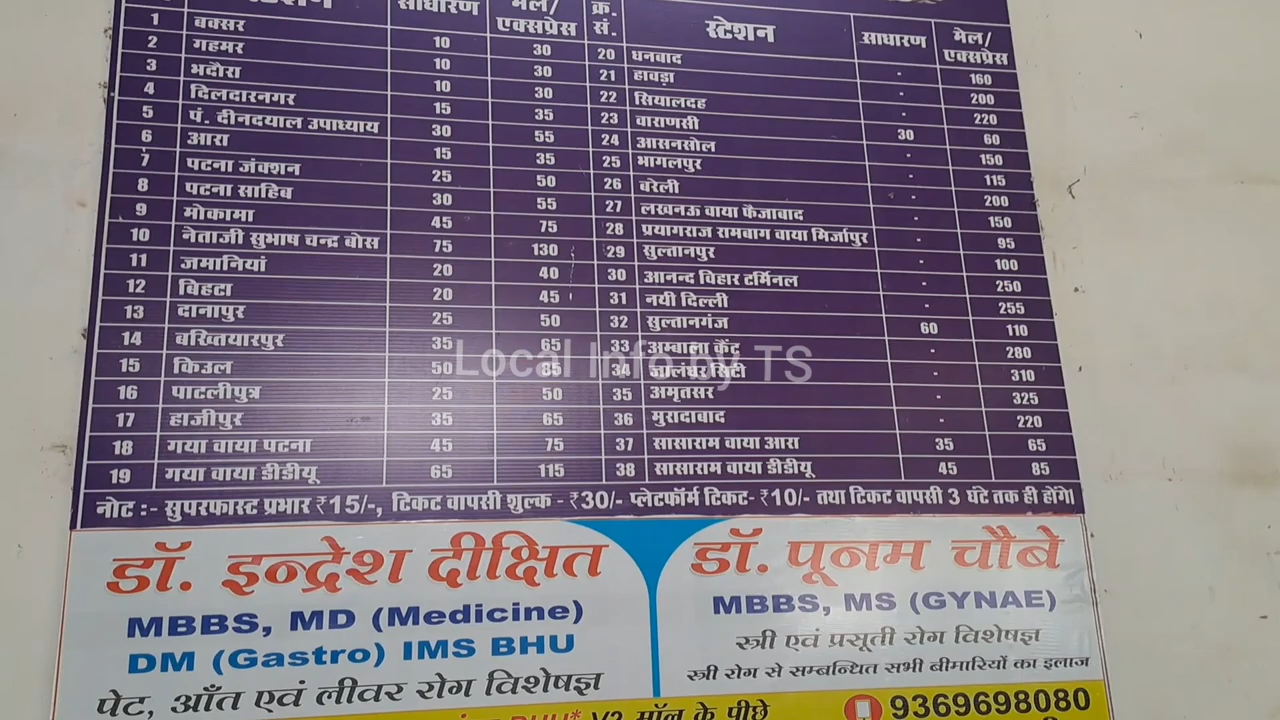 स्टेशन साधारण मेल/एक्सप्रेस क्र. सं. स्टेशन साधारण मेल/एक्सप्रेस
1 बक्सर 10 30 20 धनबाद - 160
2 गहमर 10 30 21 हावड़ा - 200
3 भदौरा 10 30 22 सियालदह - 220
4 दिलदारनगर 15 35 23 वाराणसी 30 60
5 पं. दीनदयाल उपाध्याय 30 55 24 आसनसोल - 150
6 आरा 15 35 25 भागलपुर - 115
7 पटना जंक्शन 25 50 26 बरेली - 200
8 पटना साहिब 30 55 27 लखनऊ वाया फैजाबाद - 150
9 मोकामा 45 75 28 प्रयागराज रामबाग वाया मिर्जापुर - 95
10 नेताजी सुभाष चन्द्र बोस 75 130 29 सुल्तानपुर - 100
11 जमानियां 20 40 30 आनन्द विहार टर्मिनल - 250
12 बिहटा 20 45 31 नयी दिल्ली - 255
13 दानापुर 25 50 32 सुल्तानगंज 60 110
14 बख्तियारपुर 35 65 33 अम्बाला कैंट - 280
15 किउल 50 85 34 जालंधर सिटी - 310
16 पाटलीपुत्र 25 50 35 अमृतसर - 325
17 हाजीपुर 35 65 36 मुरादाबाद - 220
18 गया वाया पटना 45 75 37 सासाराम वाया आरा 35 65
19 गया वाया डीडीयू 65 115 38 सासाराम वाया डीडीयू 45 85
Local Info by TS
नोट :- सुपरफास्ट प्रभार ₹15/-, टिकट वापसी शुल्क - ₹30/- प्लेटफॉर्म टिकट- ₹10/- तथा टिकट वापसी 3 घंटे तक ही होंगे।
डॉ. इन्द्रेश दीक्षित
MBBS, MD (Medicine)
DM (Gastro) IMS BHU
पेट, आँत एवं लीवर रोग विशेषज्ञ
डॉ. पूनम चौबे
MBBS, MS (GYNAE)
स्त्री एवं प्रसूती रोग विशेषज्ञ
स्त्री रोग से सम्बन्धित सभी बीमारियों का इलाज
BHU* V2 मॉल के पीछे
9369698080